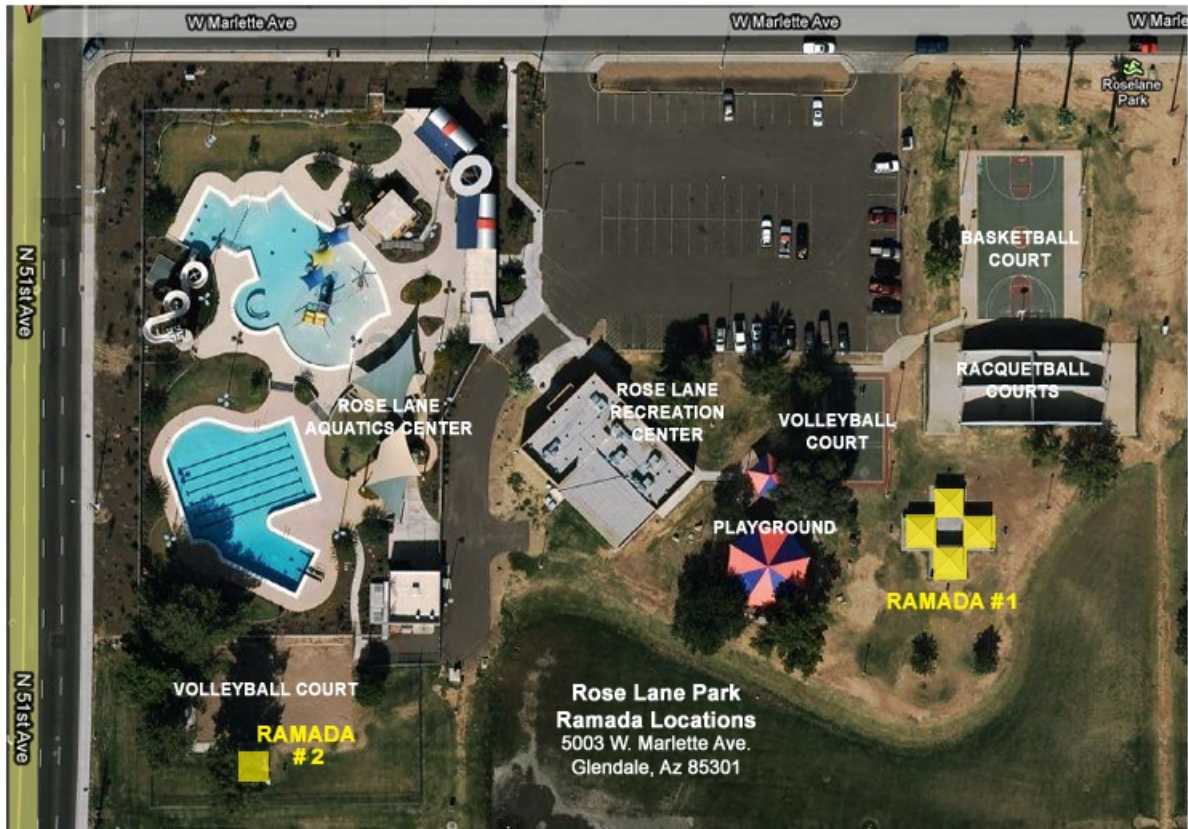 W Marlette Ave
W Marlette Ave
W Marle
Roselane
Park
N 51st Ave
BASKETBALL
COURT
RACQUETBALL
COURTS
ROSE LANE
RECREATION
CENTER
ROSE LANE
AQUATICS CENTER
VOLLEYBALL
COURT
PLAYGROUND
RAMADA #1
N 51st Ave
VOLLEYBALL COURT
RAMADA
# 2
Rose Lane Park
Ramada Locations
5003 W. Marlette Ave.
Glendale, Az 85301